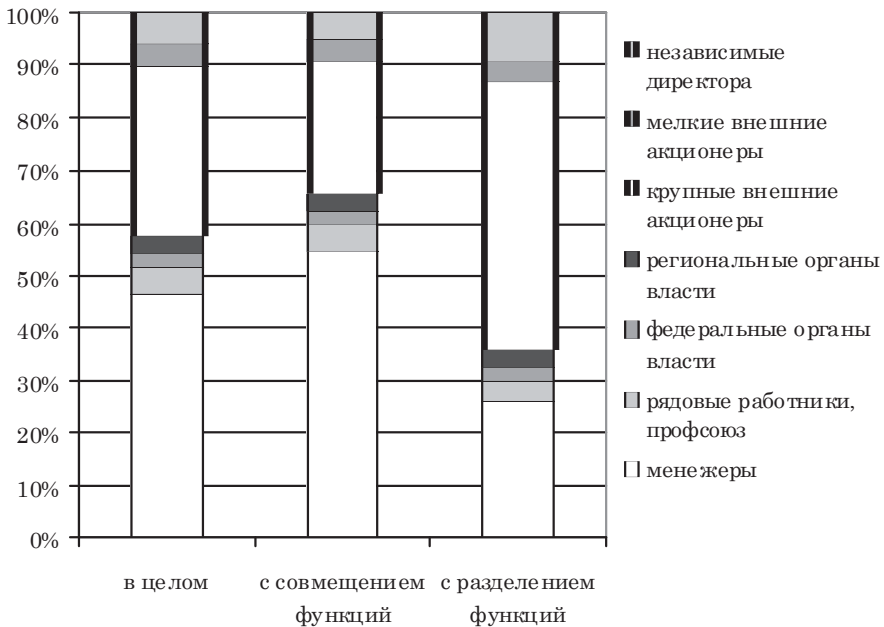 100%
90%
80%
70%
60%
50%
40%
30%
20%
10%
0%
в целом
с совмещением
функций
с разделением
функций
независимые
директора
мелкие внешние
акционеры
крупные внешние
акционеры
региональные органы
власти
федеральные органы
власти
рядовые работники,
профсоюз
менежеры